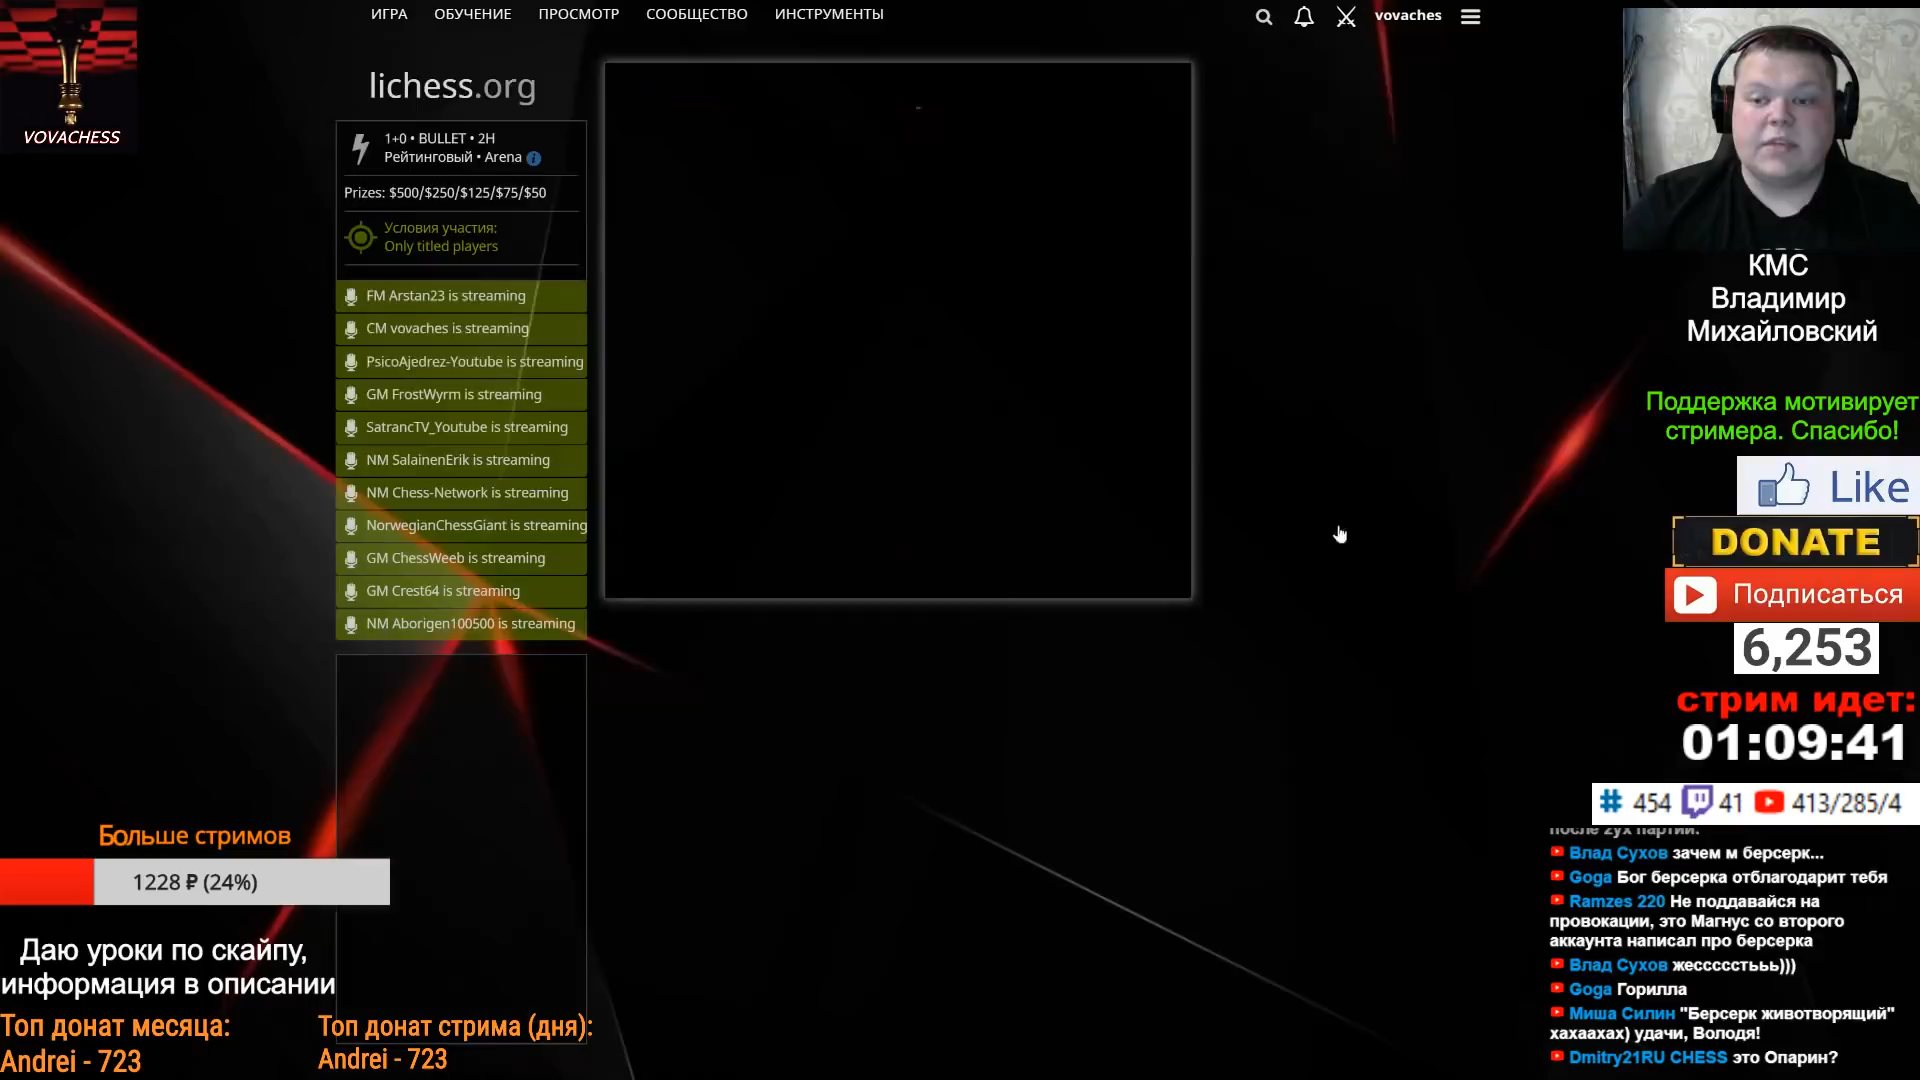 ИГРА ОБУЧЕНИЕ ПРОСМОТР СООБЩЕСТВО ИНСТРУМЕНТЫ
vovaches
VOVACHESS
lichess.org
1+0 • BULLET • 2H
Рейтинговый • Arena
Prizes: $500/$250/$125/$75/$50
Условия участия:
Only titled players
FM Arstan23 is streaming
CM vovaches is streaming
PsicoAjedrez-Youtube is streaming
GM FrostWyrm is streaming
SatrancTV_Youtube is streaming
NM SalainenErik is streaming
NM Chess-Network is streaming
NorwegianChessGiant is streaming
GM ChessWeeb is streaming
GM Crest64 is streaming
NM Aborigen100500 is streaming
Больше стримов
1228 ₽ (24%)
Даю уроки по скайпу,
информация в описании
Топ донат месяца:
Andrei - 723
Топ донат стрима (дня):
Andrei - 723
КМС
Владимир
Михайловский
Поддержка мотивирует
стримера. Спасибо!
Like
DONATE
Подписаться
6,253
стрим идет:
01:09:41
# 454 41 413/285/4
после 2ух партий.
Влад Сухов зачем м берсерк...
Goga Бог берсерка отблагодарит тебя
Ramzes 220 Не поддавайся на
провокации, это Магнус со второго
аккаунта написал про берсерка
Влад Сухов жесссстььь)))
Goga Горилла
Миша Силин "Берсерк животворящий"
хахаахах) удачи, Володя!
Dmitry21RU CHESS это Опарин?